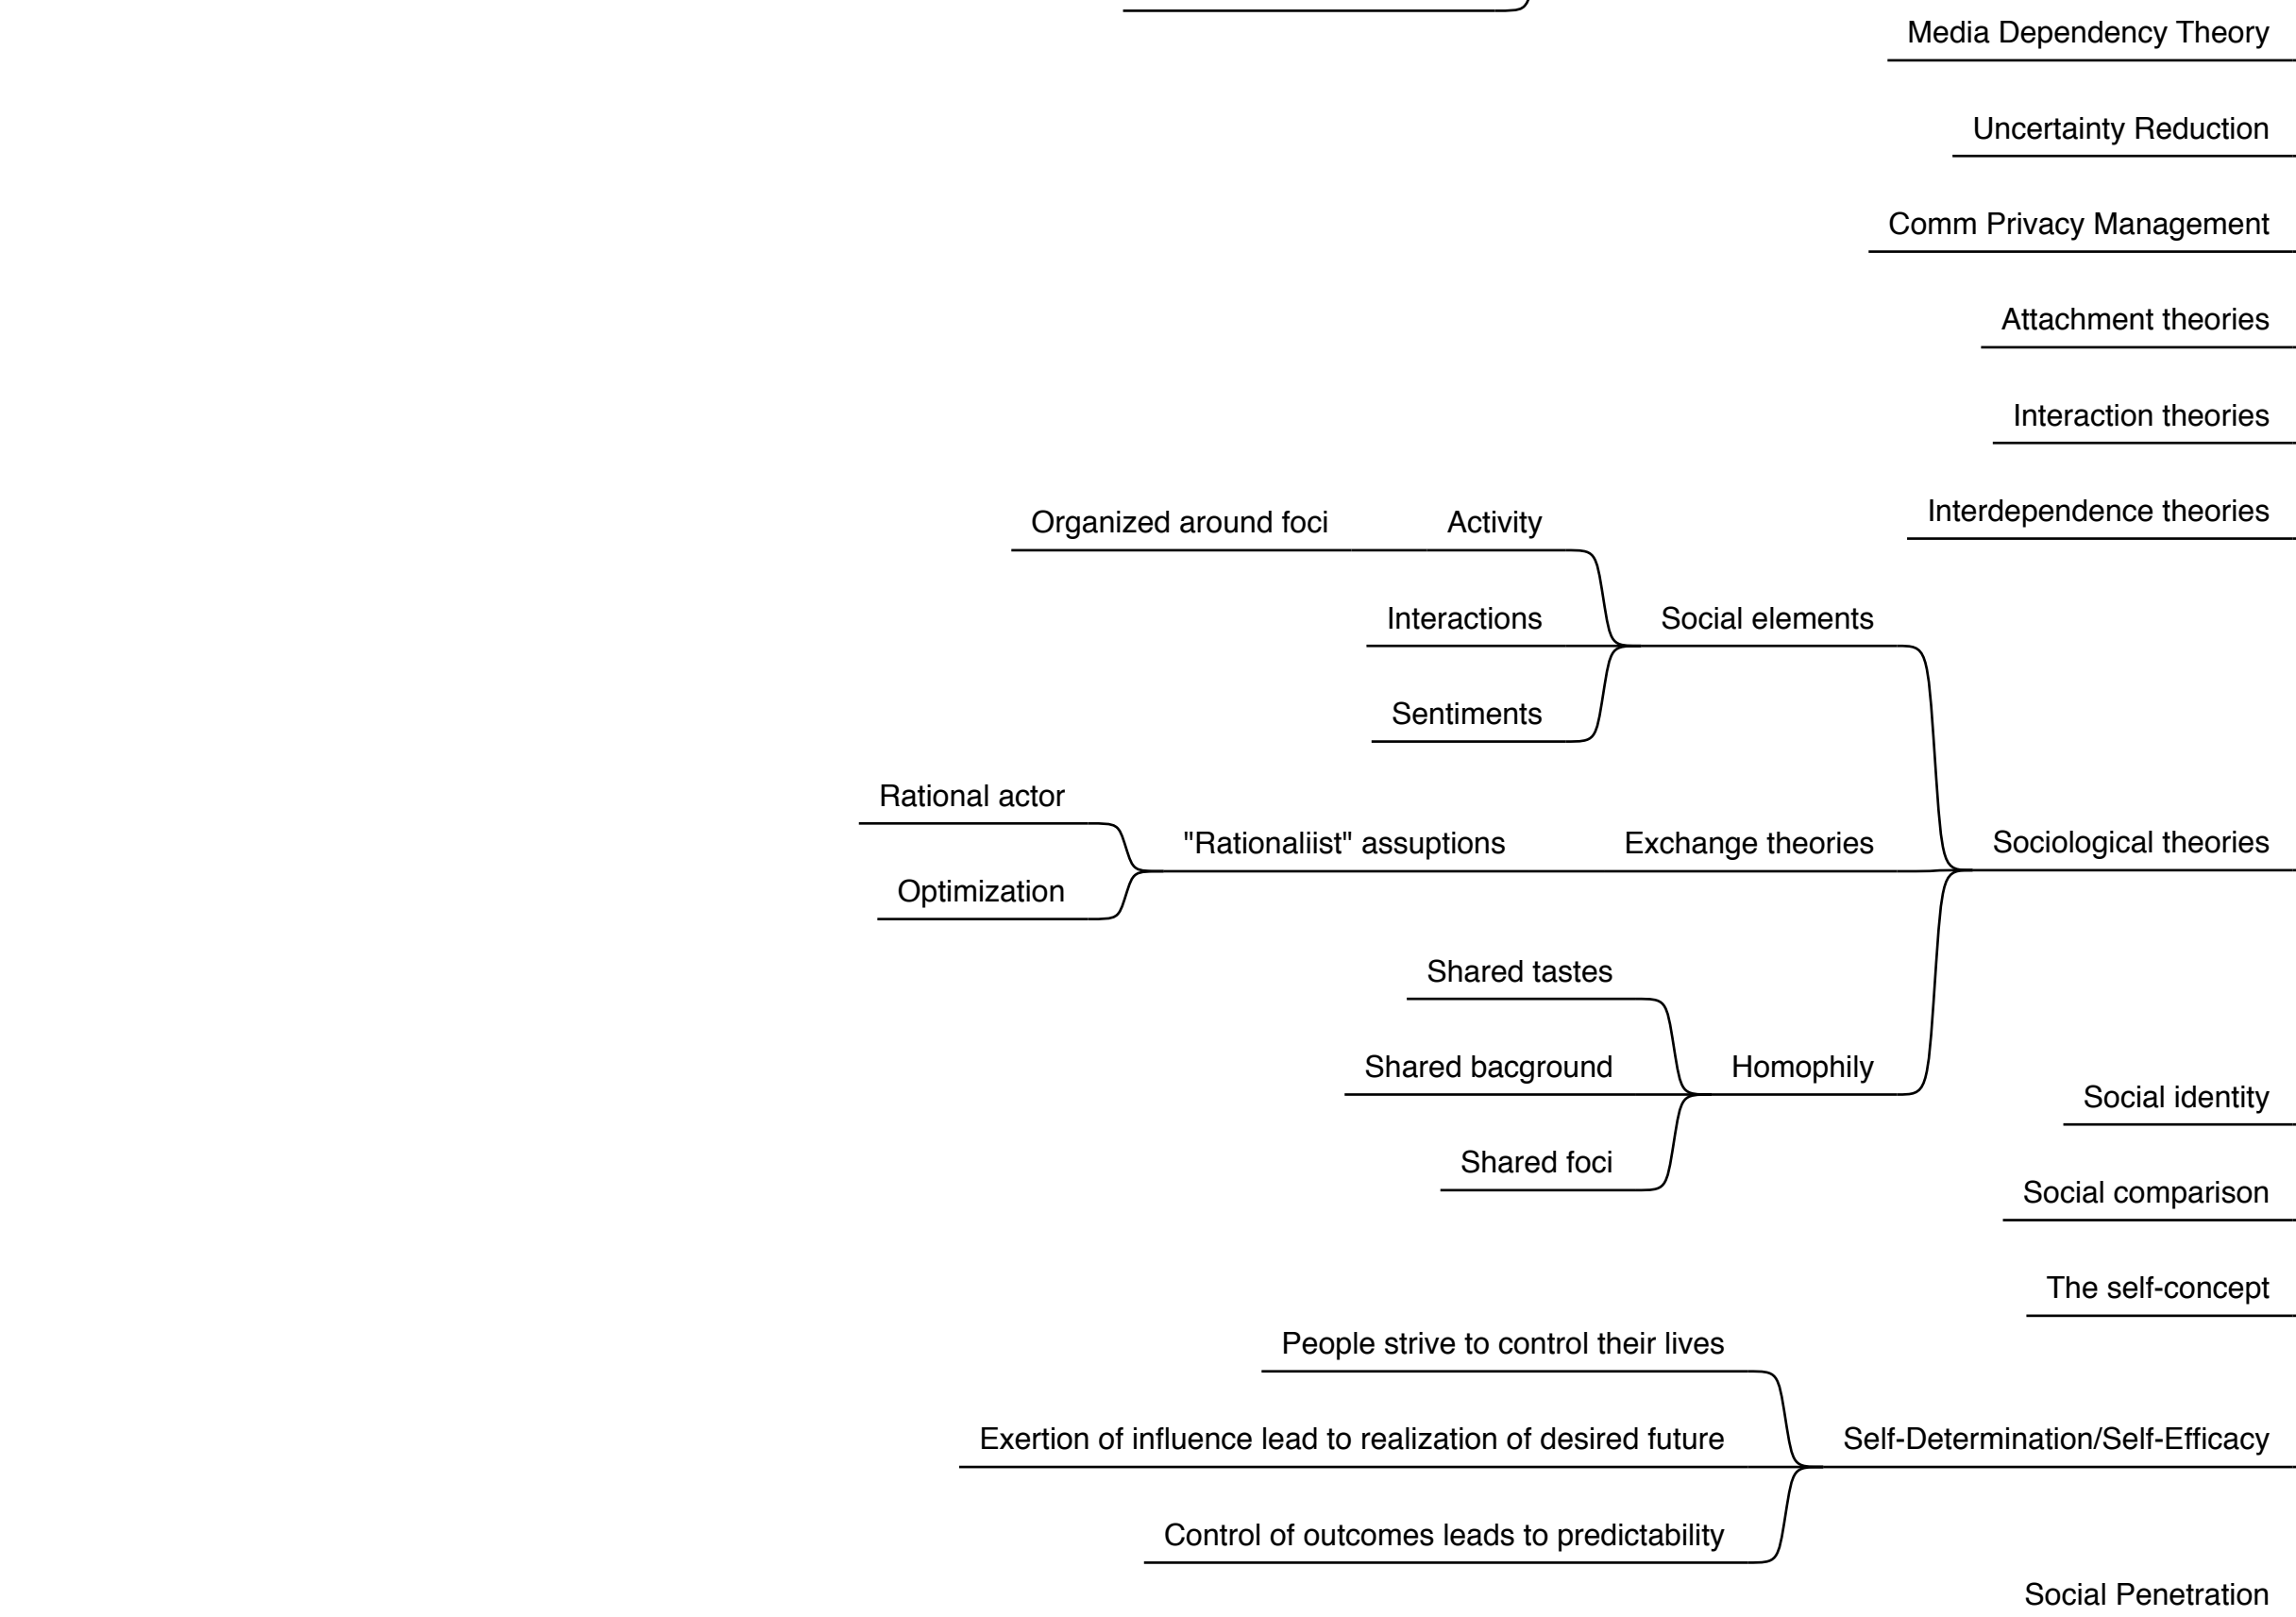 Media Dependency Theory
Uncertainty Reduction
Comm Privacy Management
Attachment theories
Interaction theories
Interdependence theories
Organized around foci
Activity
Interactions
Social elements
Sentiments
Rational actor
"Rationaliist" assuptions
Exchange theories
Sociological theories
Optimization
Shared tastes
Shared bacground
Homophily
Shared foci
Social identity
Social comparison
The self-concept
People strive to control their lives
Exertion of influence lead to realization of desired future
Self-Determination/Self-Efficacy
Control of outcomes leads to predictability
Social Penetration